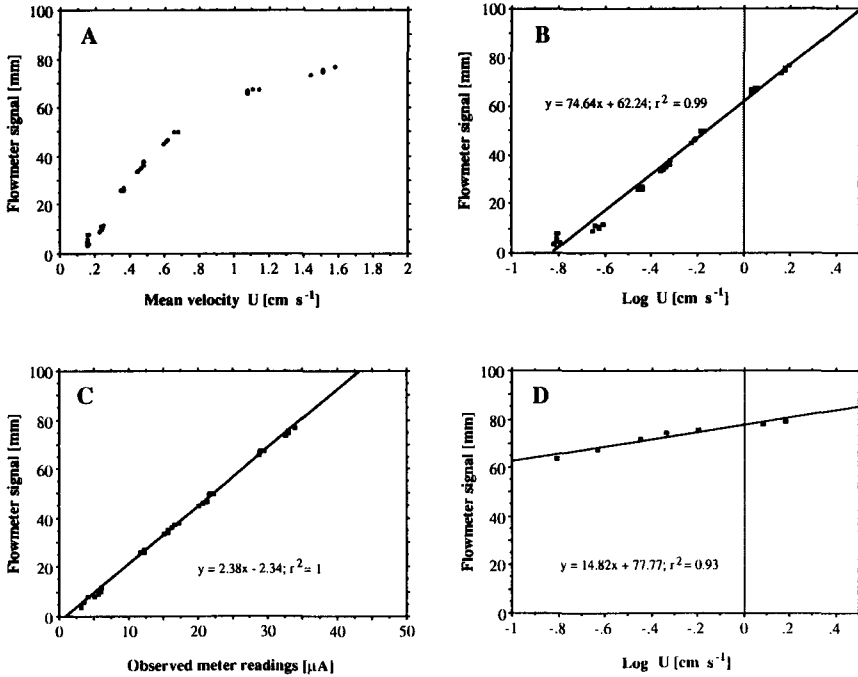 A
Flowmeter signal [mm]
100
80
60
40
20
0
0 .2 .4 .6 .8 1 1.2 1.4 1.6 1.8 2
Mean velocity U [cm s⁻¹]
B
Flowmeter signal [mm]
100
80
60
40
20
0
y = 74.64x + 62.24; r² = 0.99
-1 -.8 -.6 -.4 -.2 0 .2 .4
Log U [cm s⁻¹]
C
Flowmeter signal [mm]
100
80
60
40
20
0
y = 2.38x - 2.34; r² = 1
0 10 20 30 40 50
Observed meter readings [µA]
D
Flowmeter signal [mm]
100
80
60
40
20
0
y = 14.82x + 77.77; r² = 0.93
-1 -.8 -.6 -.4 -.2 0 .2 .4
Log U [cm s⁻¹]